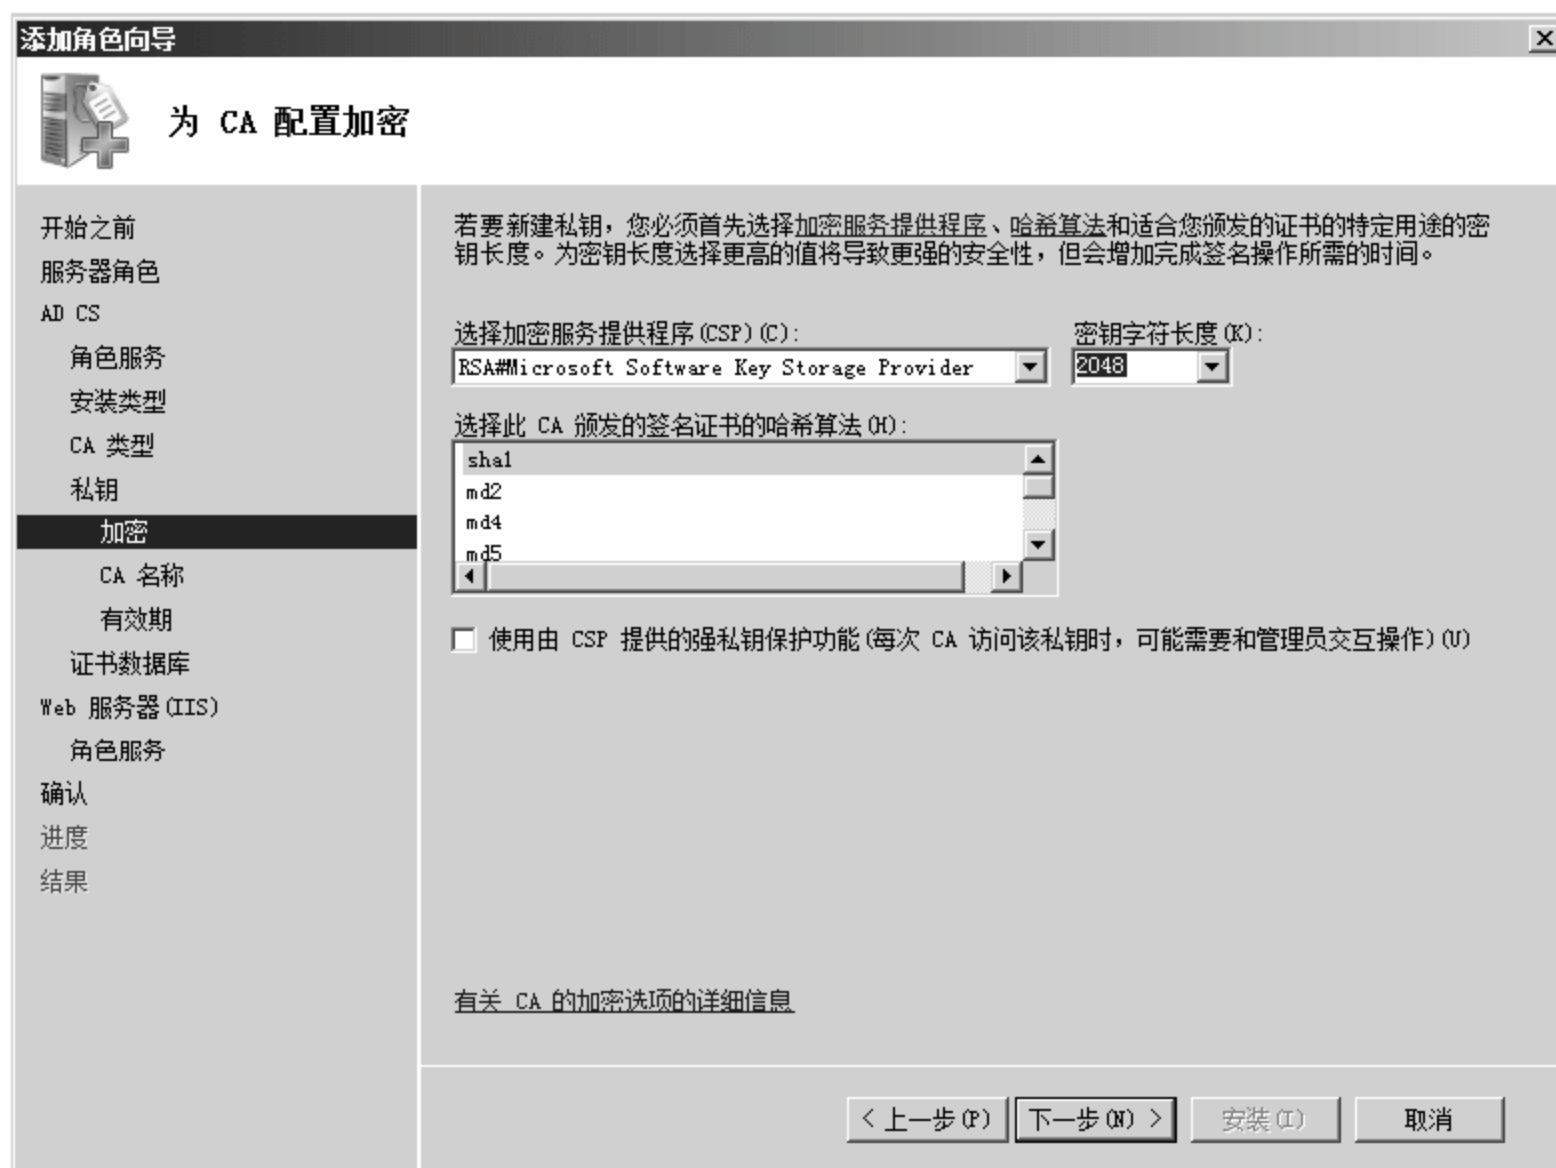 添加角色向导
为 CA 配置加密
开始之前
服务器角色
AD CS
角色服务
安装类型
CA 类型
私钥
加密
CA 名称
有效期
证书数据库
Web 服务器(IIS)
角色服务
确认
进度
结果
若要新建私钥，您必须首先选择加密服务提供程序、哈希算法和适合您颁发的证书的特定用途的密
钥长度。为密钥长度选择更高的值将导致更强的安全性，但会增加完成签名操作所需的时间。
选择加密服务提供程序(CSP)(C):
密钥字符长度(K):
RSA#Microsoft Software Key Storage Provider
2048
选择此 CA 颁发的签名证书的哈希算法(H):
sha1
md2
md4
md5
使用由 CSP 提供的强私钥保护功能(每次 CA 访问该私钥时，可能需要和管理员交互操作)(U)
有关 CA 的加密选项的详细信息
< 上一步(P)
下一步(N) >
安装(I)
取消